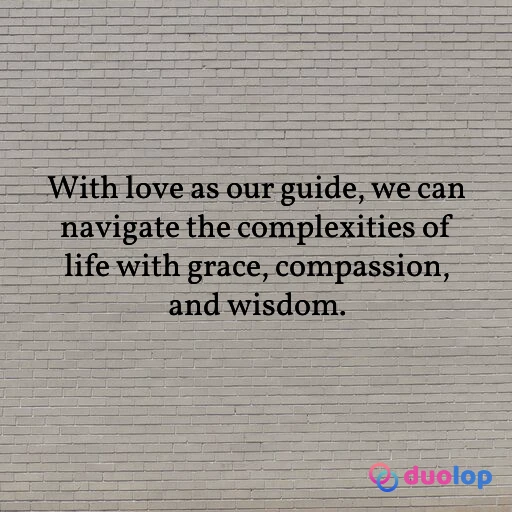 With love as our guide, we can
navigate the complexities of
life with grace, compassion,
and wisdom.
duolop